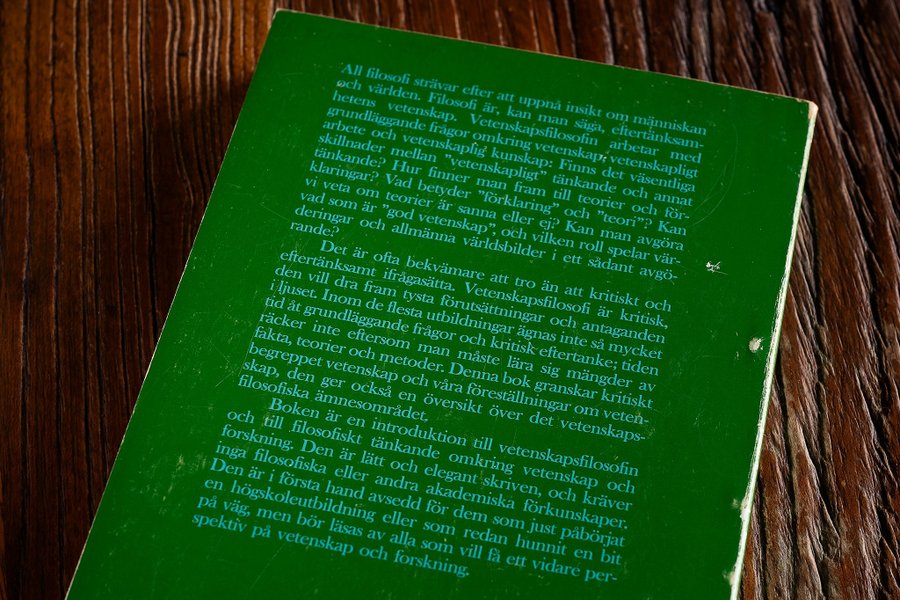 All filosofi strävar efter att uppnå insikt om människan
och världen. Filosofi är, kan man säga, eftertänksam-
hetens vetenskap. Vetenskapsfilosofin arbetar med
grundläggande frågor omkring vetenskap, vetenskapligt
arbete och vetenskaplig kunskap: Finns det väsentliga
skillnader mellan "vetenskapligt" tänkande och annat
tänkande? Hur finner man fram till teorier och för-
klaringar? Vad betyder "förklaring" och "teori"? Kan
vi veta om teorier är sanna eller ej? Kan man avgöra
vad som är "god vetenskap", och vilken roll spelar vär-
deringar och allmänna världsbilder i ett sådant avgö-
rande?
Det är ofta bekvämare att tro än att kritiskt och
eftertänksamt ifrågasätta. Vetenskapsfilosofi är kritisk,
den vill dra fram tysta förutsättningar och antaganden
i ljuset. Inom de flesta utbildningar ägnas inte så mycket
tid åt grundläggande frågor och kritisk eftertanke; tiden
räcker inte eftersom man måste lära sig mängder av
fakta, teorier och metoder. Denna bok granskar kritiskt
begreppet vetenskap och våra föreställningar om veten-
skap, den ger också en översikt över det vetenskaps-
filosofiska ämnesområdet.
Boken är en introduktion till vetenskapsfilosofin
och till filosofiskt tänkande omkring vetenskap och
forskning. Den är lätt och elegant skriven, och kräver
inga filosofiska eller andra akademiska förkunskaper.
Den är i första hand avsedd för dem som just påbörjat
en högskoleutbildning eller som redan hunnit en bit
på väg, men bör läsas av alla som vill få ett vidare per-
spektiv på vetenskap och forskning.